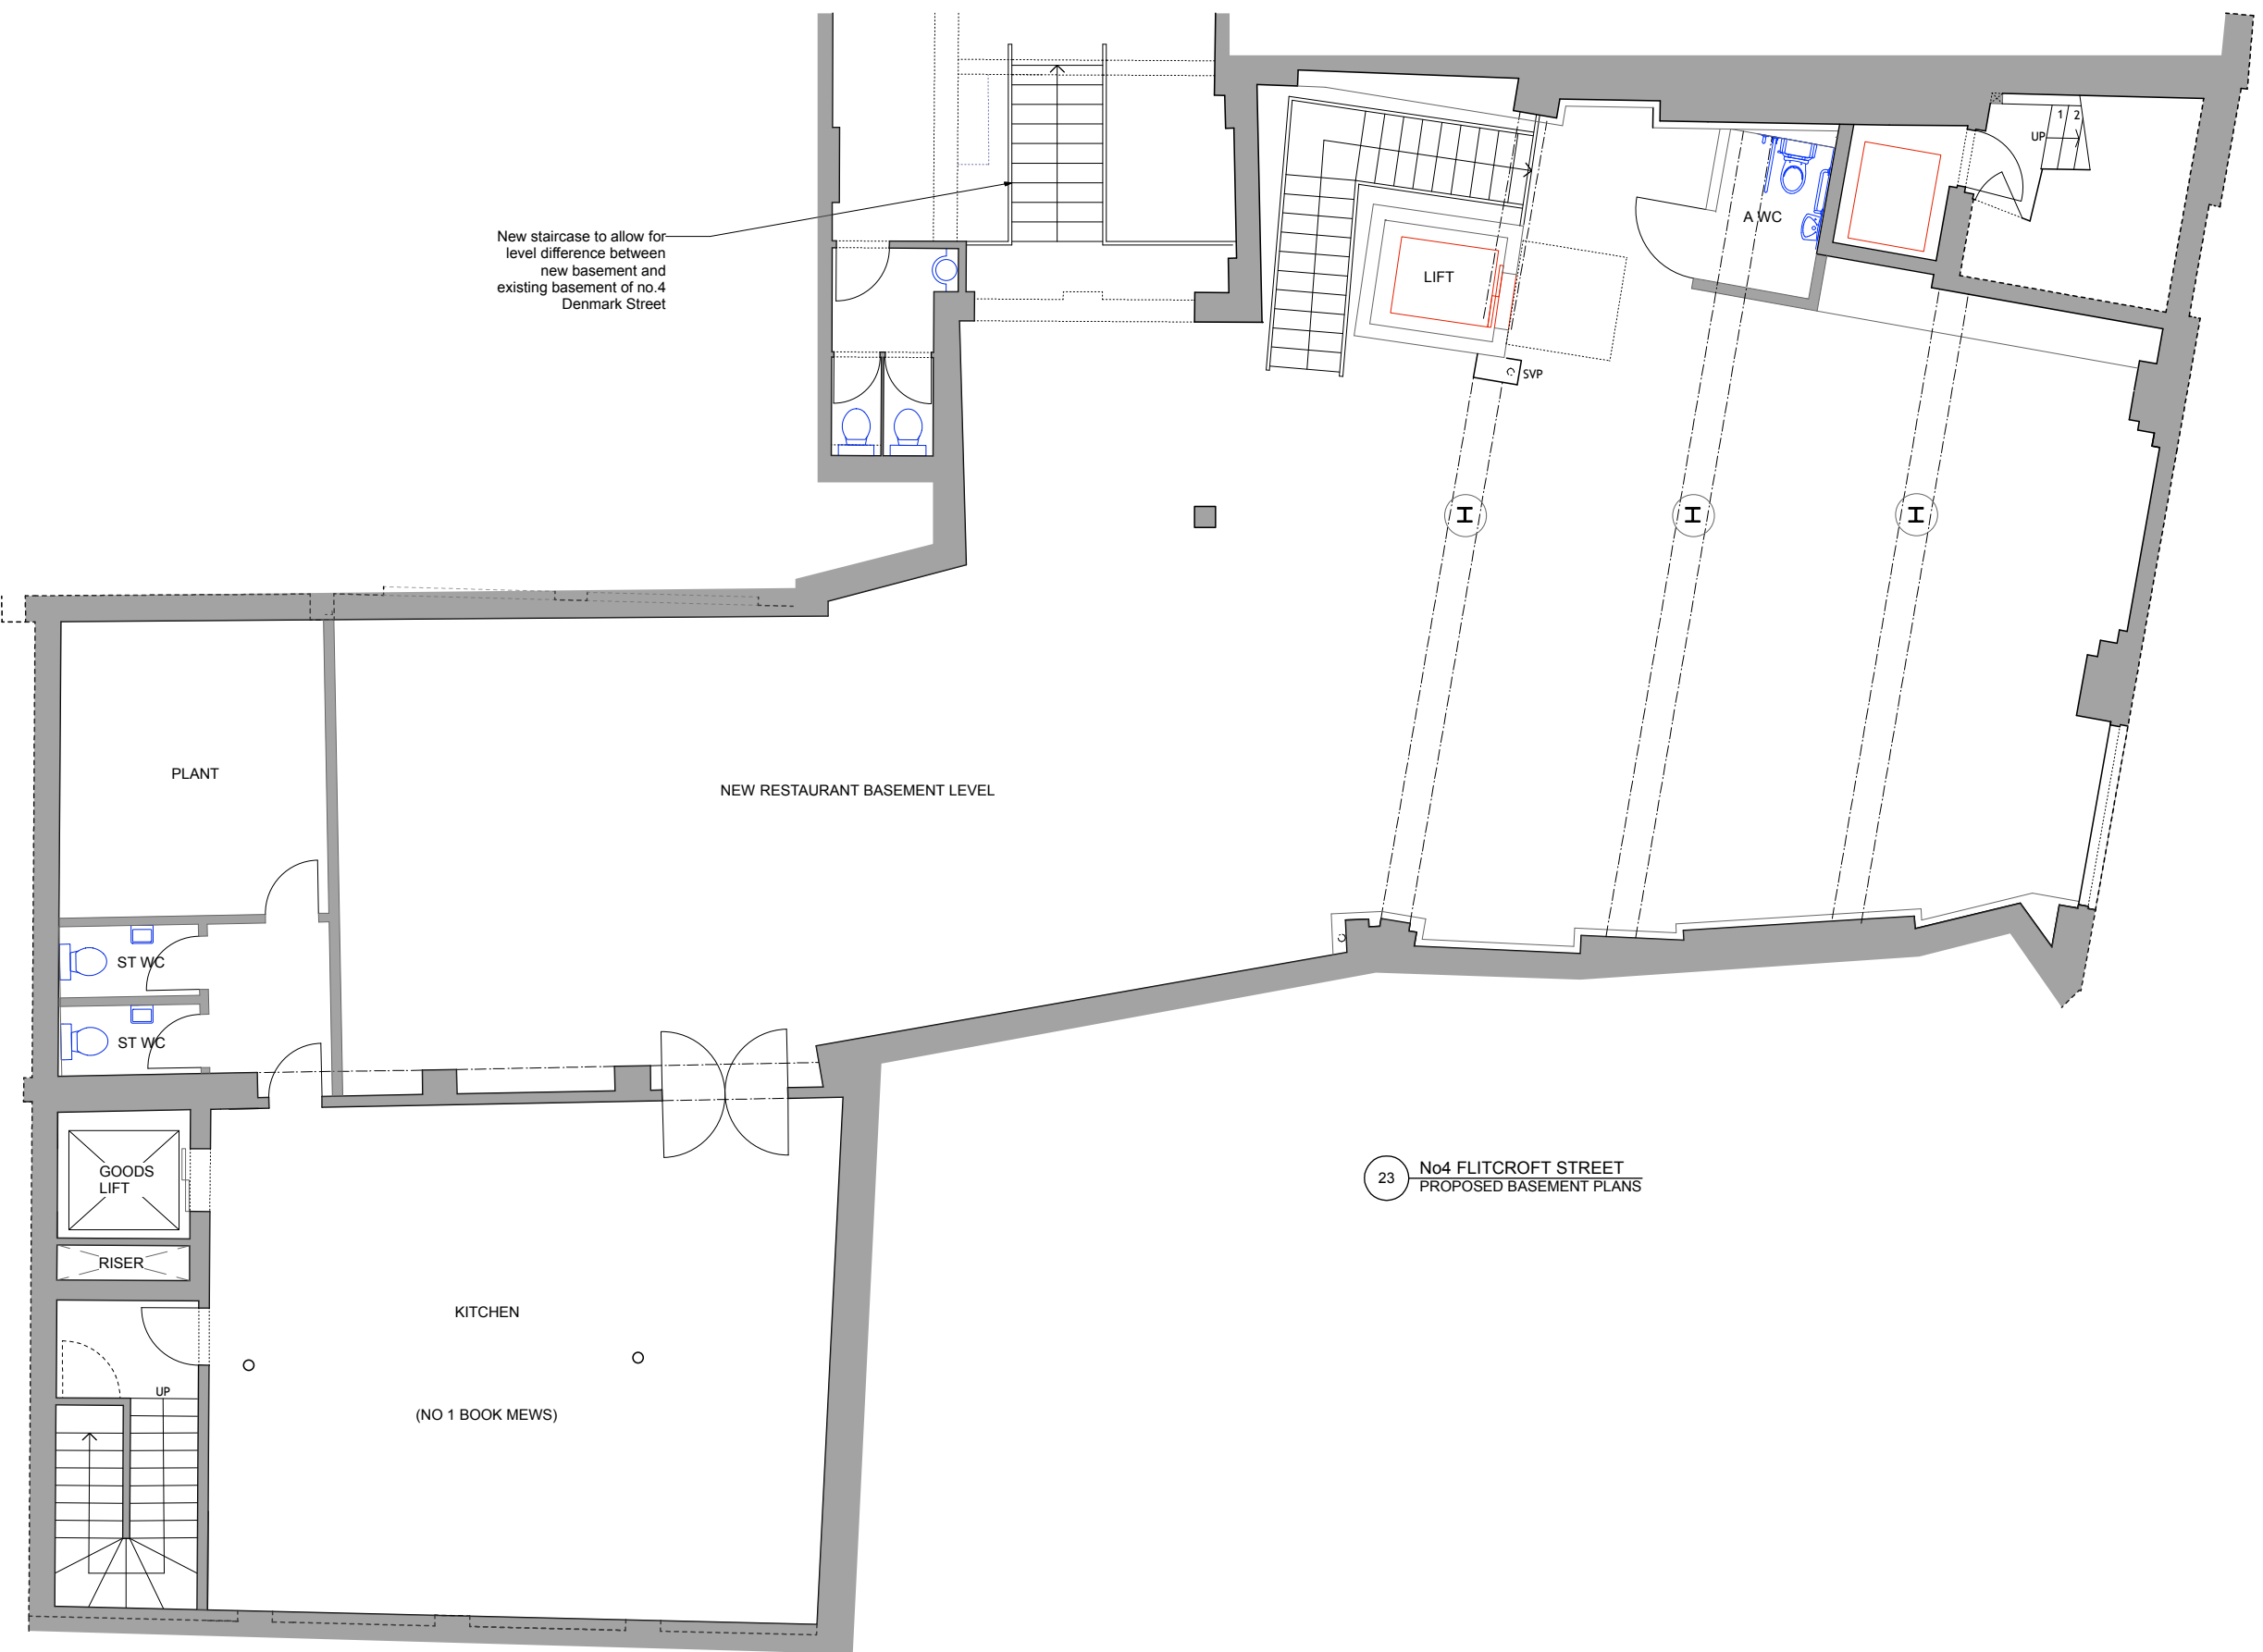 1 2
UP
A WC
New staircase to allow for
level difference between
new basement and
existing basement of no.4
Denmark Street
LIFT
SVP
PLANT
NEW RESTAURANT BASEMENT LEVEL
ST WC
ST WC
GOODS
LIFT
23
No4 FLITCROFT STREET
PROPOSED BASEMENT PLANS
RISER
KITCHEN
UP
(NO 1 BOOK MEWS)